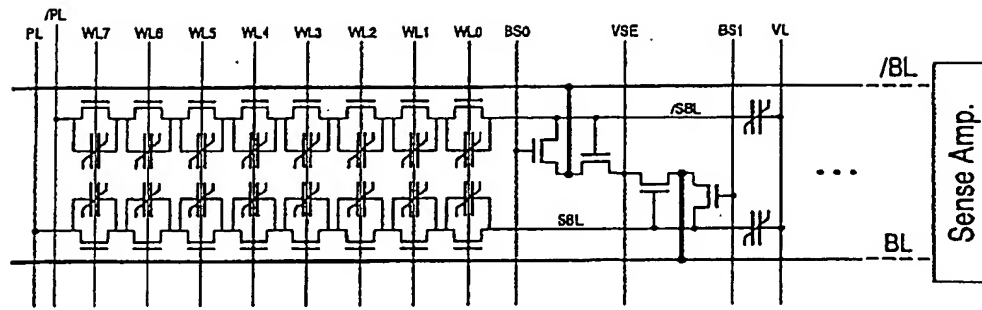 /PL
PL WL7 WL6 WL5 WL4 WL3 WL2 WL1 WL0 BS0 VSE BS1 VL
/BL
/SBL
SBL
BL
Sense Amp.